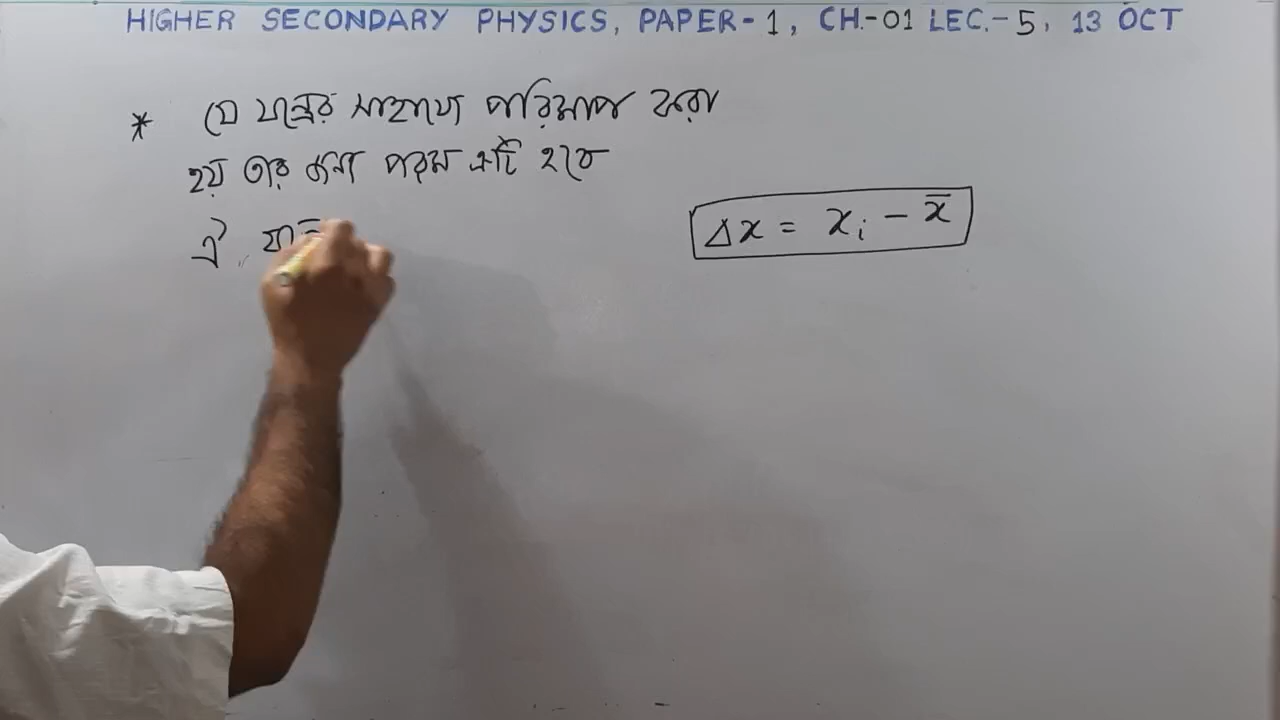 HIGHER SECONDARY PHYSICS, PAPER-1, CH.-01 LEC.-5, 13 OCT
* যে যন্ত্রের সাহায্যে পরিমাপ করা
হয় তার জন্য পরম ত্রুটি হবে
ঐ
Δx = xᵢ - x̄